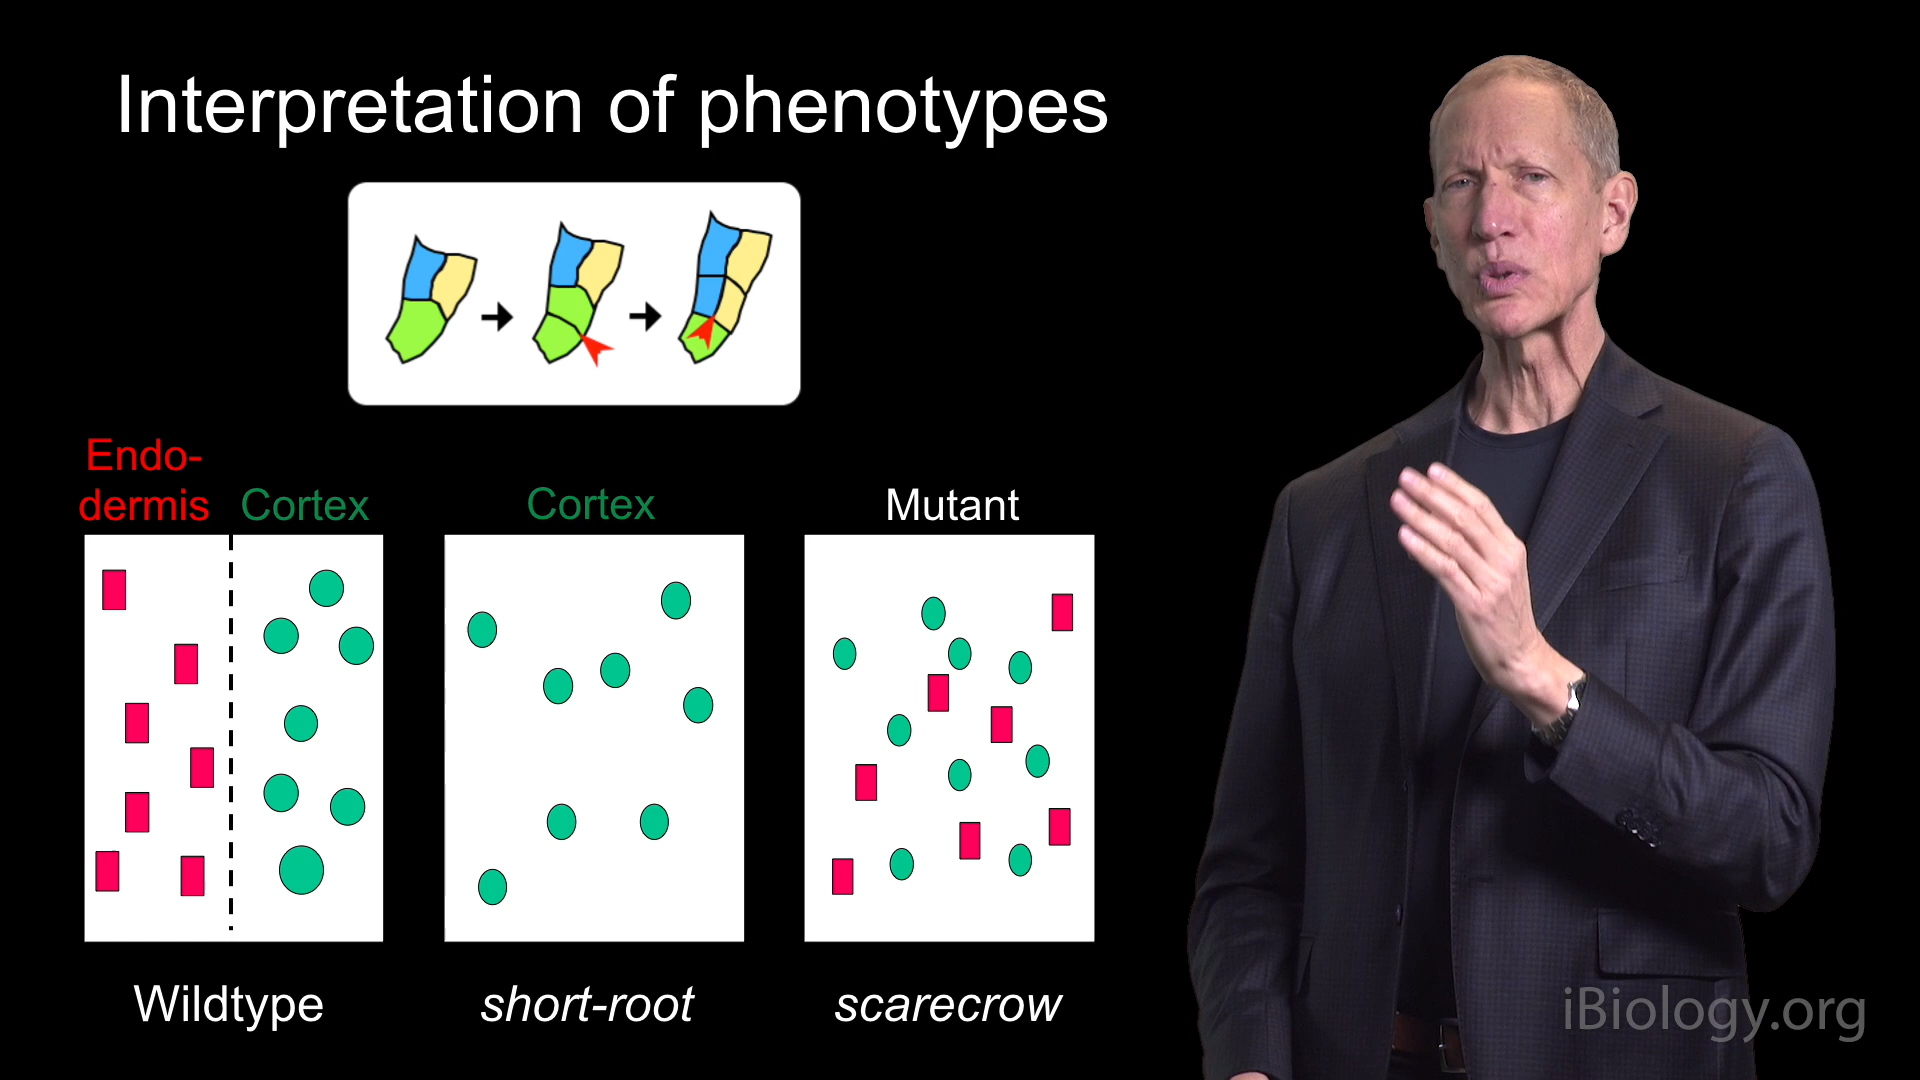 Interpretation of phenotypes
Endo-
dermis
Cortex
Cortex
Mutant
Wildtype
short-root
scarecrow
iBiology.org